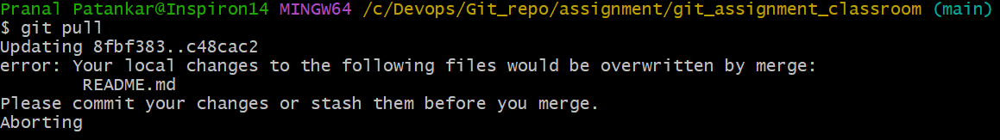 Pranal Patankar@Inspiron14 MINGW64 /c/Devops/Git_repo/assignment/git_assignment_classroom (main)
$ git pull
Updating 8fbf383..c48cac2
error: Your local changes to the following files would be overwritten by merge:
        README.md
Please commit your changes or stash them before you merge.
Aborting